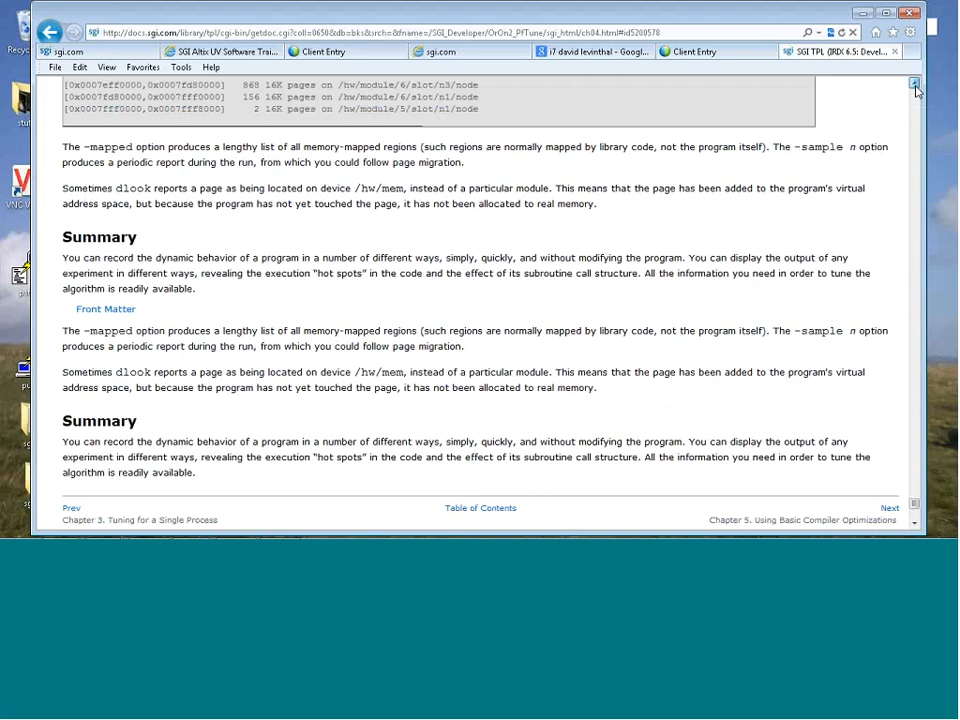 http://docs.sgi.com/library/tpl/cgi-bin/getdoc.cgi?coll=0650&db=bks&srch=&fname=/SGI_Developer/OrOn2_PfTune/sgi_html/ch04.html#id5200578
sgi.com SGI Altix UV Software Trai... Client Entry sgi.com i7 david levinthal - Googl... Client Entry SGI TPL (IRIX 6.5: Devel...
File Edit View Favorites Tools Help
Recyc
[0x0007eff0000,0x0007fd80000] 868 16K pages on /hw/module/6/slot/n3/node
[0x0007fd80000,0x0007fff0000] 156 16K pages on /hw/module/6/slot/n1/node
[0x0007fff0000,0x0007fff8000] 2 16K pages on /hw/module/5/slot/n1/node
The -mapped option produces a lengthy list of all memory-mapped regions (such regions are normally mapped by library code, not the program itself). The -sample n option
produces a periodic report during the run, from which you could follow page migration.
Sometimes dlook reports a page as being located on device /hw/mem, instead of a particular module. This means that the page has been added to the program's virtual
address space, but because the program has not yet touched the page, it has not been allocated to real memory.
Summary
You can record the dynamic behavior of a program in a number of different ways, simply, quickly, and without modifying the program. You can display the output of any
experiment in different ways, revealing the execution “hot spots” in the code and the effect of its subroutine call structure. All the information you need in order to tune the
algorithm is readily available.
Front Matter
The -mapped option produces a lengthy list of all memory-mapped regions (such regions are normally mapped by library code, not the program itself). The -sample n option
produces a periodic report during the run, from which you could follow page migration.
Sometimes dlook reports a page as being located on device /hw/mem, instead of a particular module. This means that the page has been added to the program's virtual
address space, but because the program has not yet touched the page, it has not been allocated to real memory.
Summary
You can record the dynamic behavior of a program in a number of different ways, simply, quickly, and without modifying the program. You can display the output of any
experiment in different ways, revealing the execution “hot spots” in the code and the effect of its subroutine call structure. All the information you need in order to tune the
algorithm is readily available.
Prev Table of Contents Next
Chapter 3. Tuning for a Single Process Chapter 5. Using Basic Compiler Optimizations